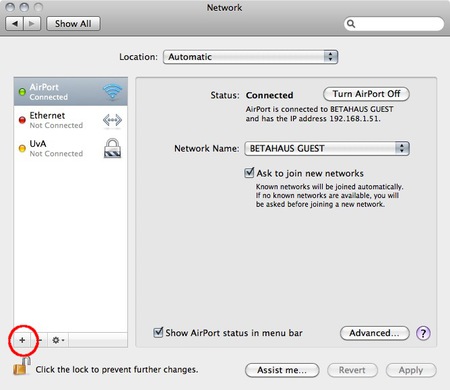 Network
Show All
Location: Automatic
AirPort
Connected
Ethernet
Not Connected
UvA
Not Connected
Status: Connected
Turn AirPort Off
AirPort is connected to BETAHAUS GUEST
and has the IP address 192.168.1.51.
Network Name: BETAHAUS GUEST
Ask to join new networks
Known networks will be joined automatically.
If no known networks are available, you will
be asked before joining a new network.
+ −
Show AirPort status in menu bar
Advanced...
?
Click the lock to prevent further changes.
Assist me...
Revert
Apply